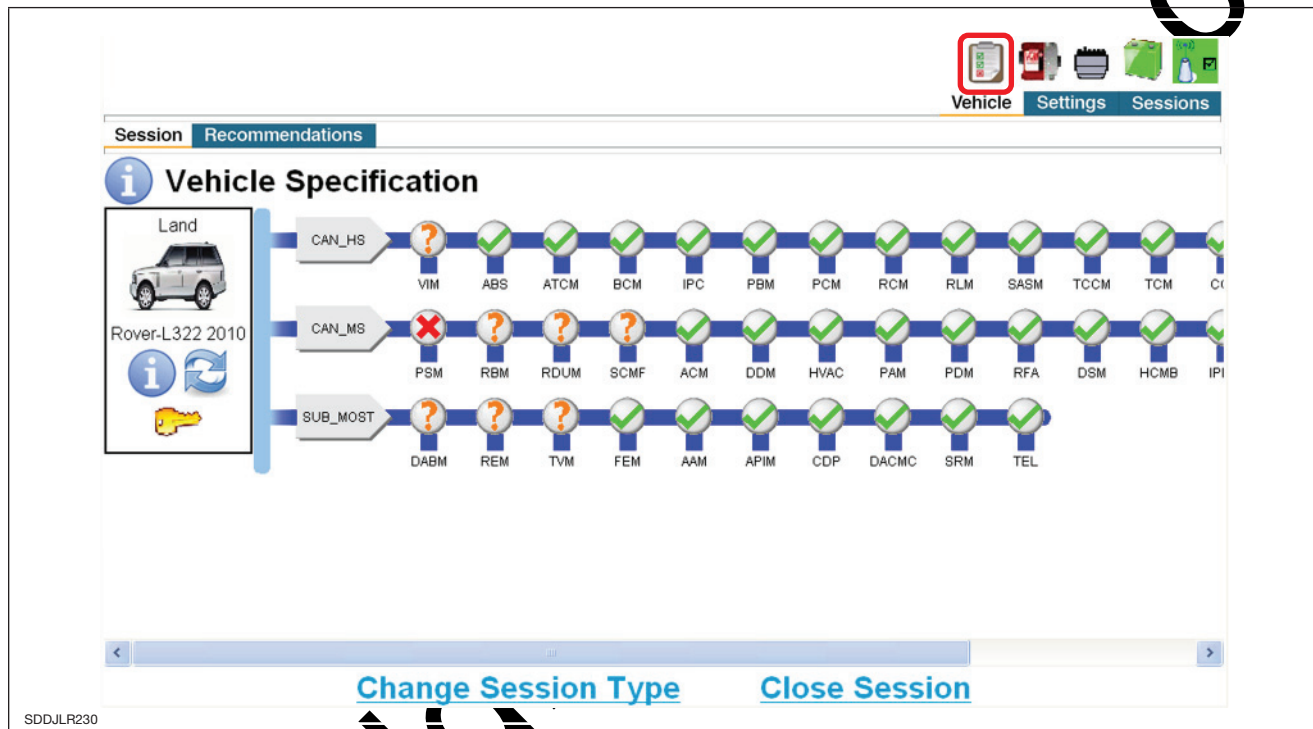 Vehicle Settings Sessions
Session Recommendations
Vehicle Specification
Land
Rover-L322 2010
CAN_HS
VIM ABS ATCM BCM IPC PBM PCM RCM RLM SASM TCCM TCM
CAN_MS
PSM RBM RDUM SCMF ACM DDM HVAC PAM PDM RFA DSM HCMB
SUB_MOST
DABM REM TVM FEM AAM APIM CDP DACMC SRM TEL
Change Session Type Close Session
SDDJLR230